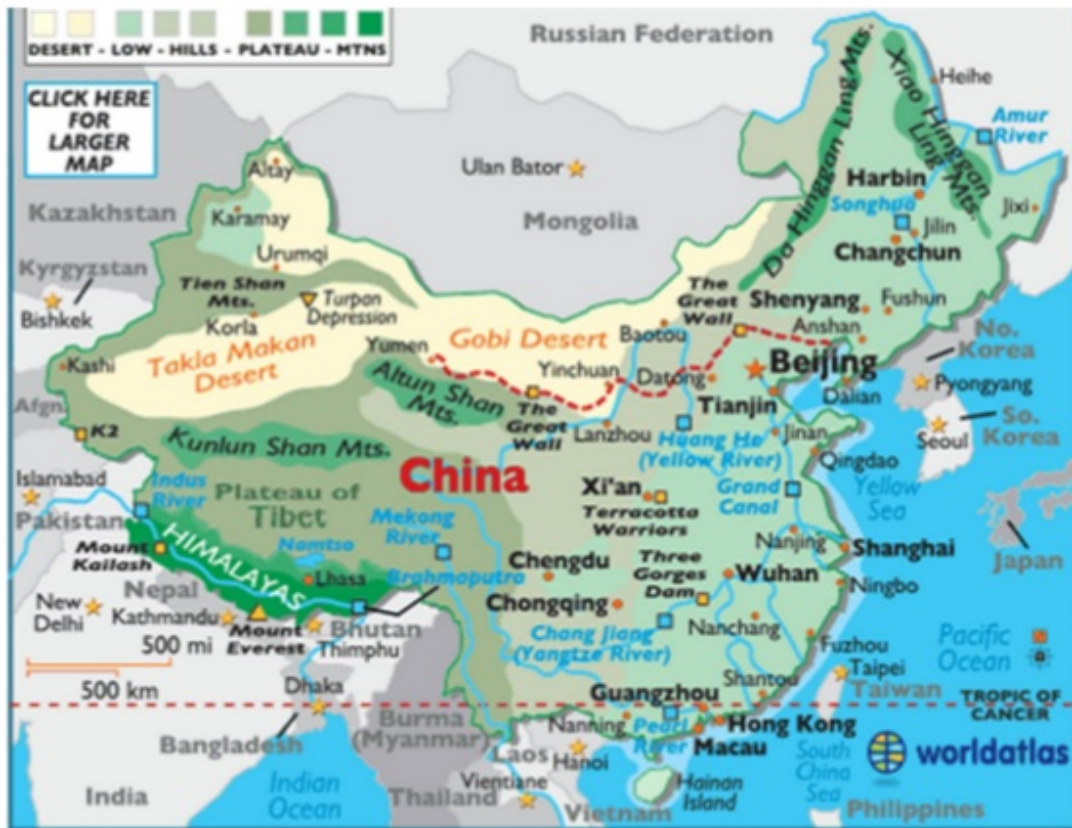 DESERT - LOW - HILLS - PLATEAU - MTNS
CLICK HERE
FOR
LARGER
MAP
Russian Federation
Heihe
Amur
River
Da Hinggan Ling Mts.
Xiao Hinggan
Ling Mts.
Ulan Bator
Mongolia
Harbin
Songhua
Jilin
Jixi
Changchun
Altay
Kazakhstan
Karamay
Urumqi
Kyrgyzstan
Bishkek
Tien Shan
Mts.
Turpan
Depression
Korla
The
Great
Wall
Shenyang
Fushun
Anshan
Baotou
Gobi Desert
Takla Makan
Desert
Yumen
Kashi
Yinchuan
Datong
Beijing
No.
Korea
Pyongyang
Dalian
Tianjin
Altun Shan
Mts.
The
Great
Wall
Afgn.
K2
Kunlun Shan Mts.
Lanzhou
Huang He
(Yellow River)
Jinan
Seoul
So.
Korea
Qingdao
Islamabad
Indus
River
China
Plateau of
Tibet
Xi'an
Terracotta
Warriors
Grand
Canal
Yellow
Sea
Pakistan
Mekong
River
HIMALAYAS
Mount
Kailash
Namtso
Nanjing
Shanghai
Japan
Chengdu
Three
Gorges
Dam
Wuhan
Lhasa
Brahmaputra
Nepal
Ningbo
New
Delhi
Kathmandu
Chongqing
Mount
Everest
Bhutan
Thimphu
Nanchang
500 mi
Chang Jiang
(Yangtze River)
Fuzhou
Pacific
Ocean
Taipei
500 km
Dhaka
Shantou
Taiwan
Guangzhou
TROPIC OF
CANCER
Burma
(Myanmar)
Nanning
Pearl
River
Hong Kong
Macau
Bangladesh
Laos
Hanoi
worldatlas
Indian
Ocean
Vientiane
Hainan
Island
South
China
Sea
India
Thailand
Vietnam
Philippines